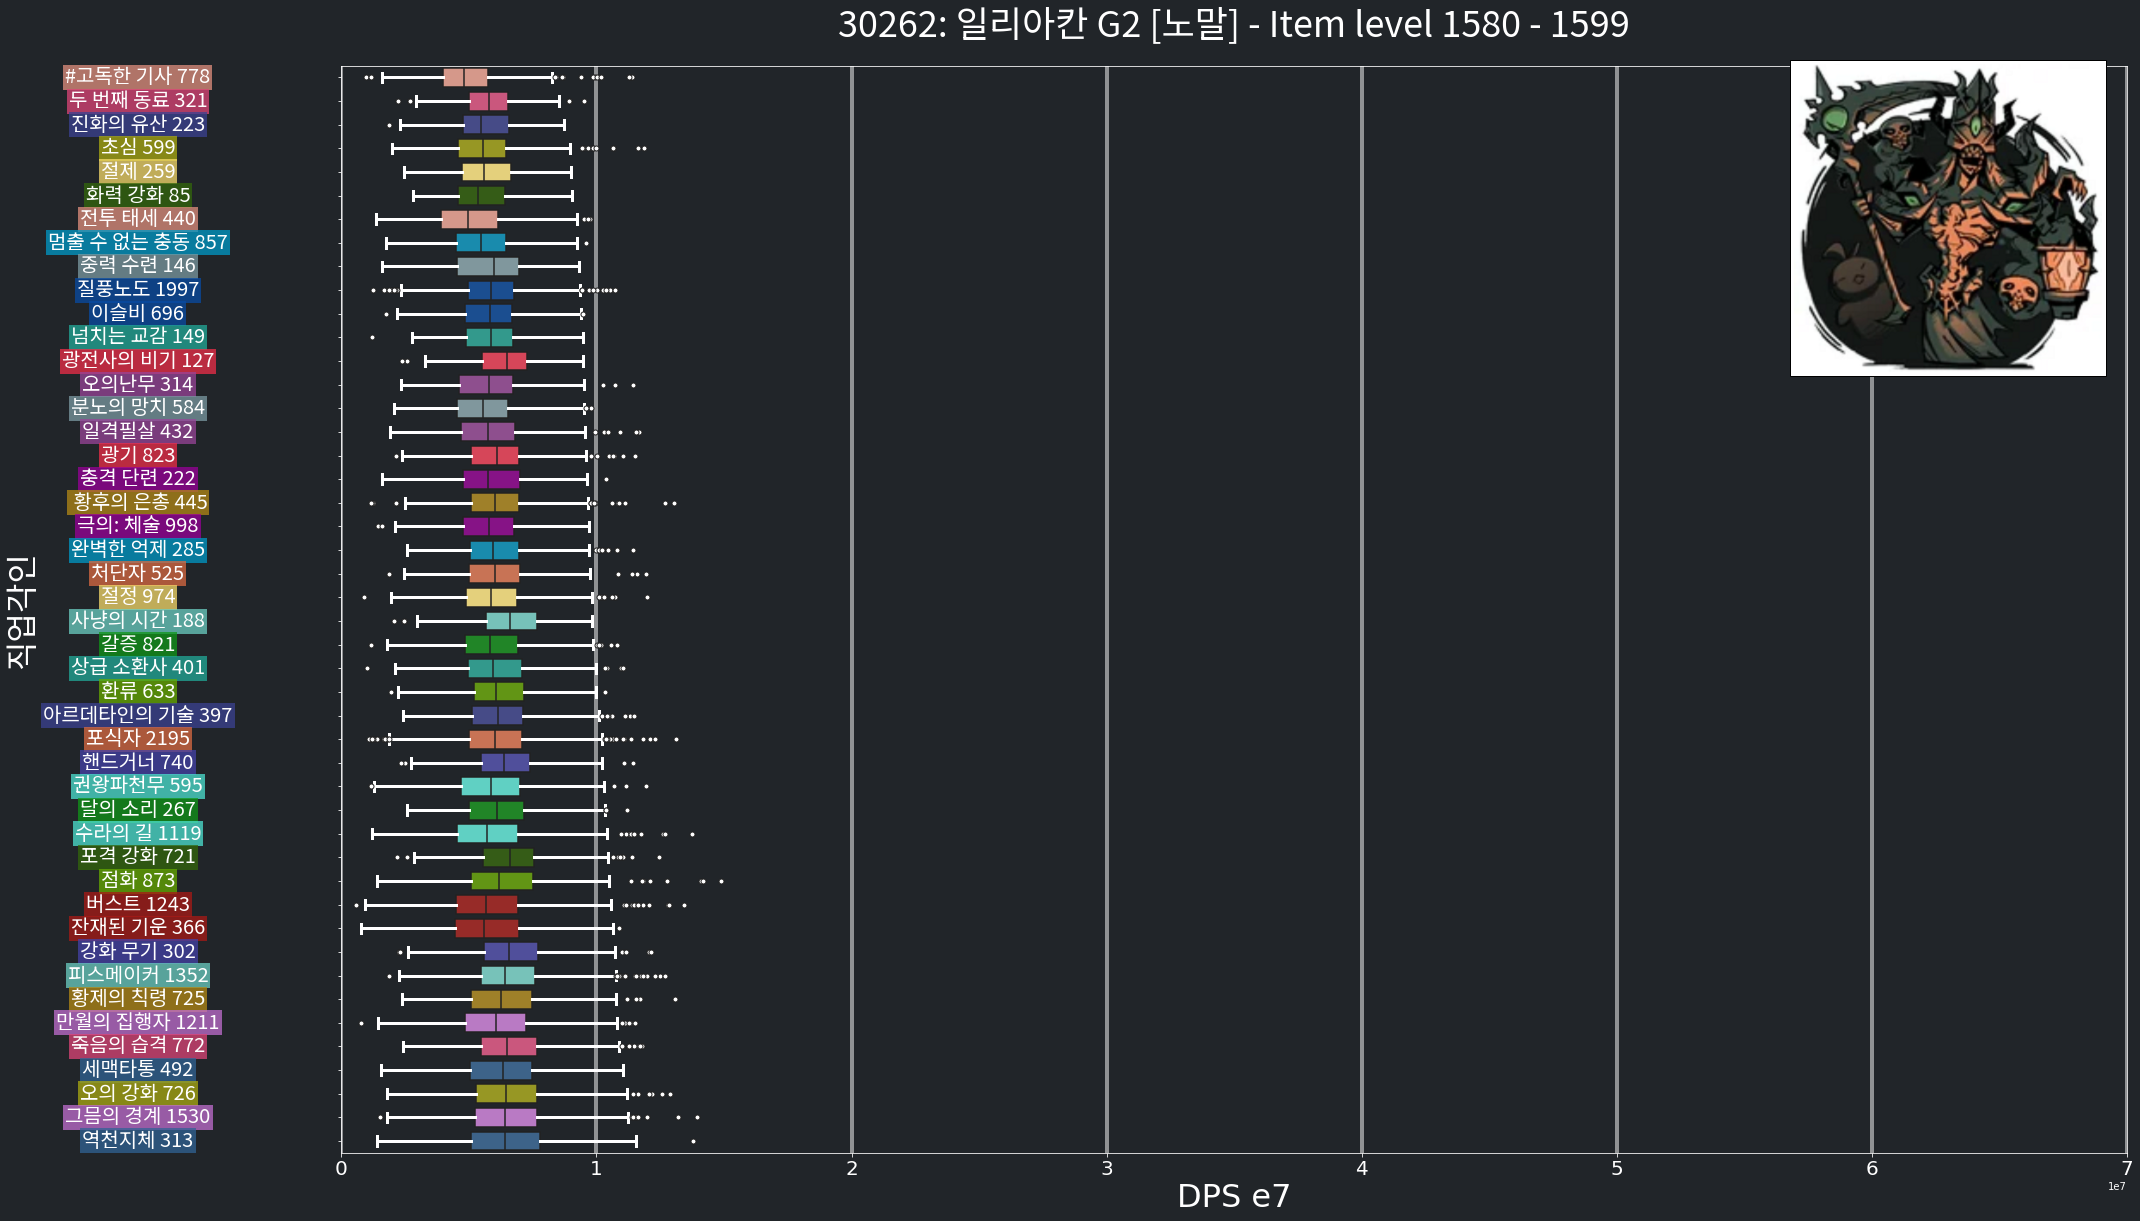 30262: 일리아칸 G2 [노말] - Item level 1580 - 1599
#고독한 기사 778
두 번째 동료 321
진화의 유산 223
초심 599
절제 259
화력 강화 85
전투 태세 440
멈출 수 없는 충동 857
중력 수련 146
질풍노도 1997
이슬비 696
넘치는 교감 149
광전사의 비기 127
오의난무 314
분노의 망치 584
일격필살 432
광기 823
충격 단련 222
황후의 은총 445
극의: 체술 998
완벽한 억제 285
처단자 525
절정 974
사냥의 시간 188
갈증 821
상급 소환사 401
환류 633
아르데타인의 기술 397
포식자 2195
핸드거너 740
권왕파천무 595
달의 소리 267
수라의 길 1119
포격 강화 721
점화 873
버스트 1243
잔재된 기운 366
강화 무기 302
피스메이커 1352
황제의 칙령 725
만월의 집행자 1211
죽음의 습격 772
세맥타통 492
오의 강화 726
그믐의 경계 1530
역천지체 313
직업각인
0 1 2 3 4 5 6 7
DPS e7
1e7